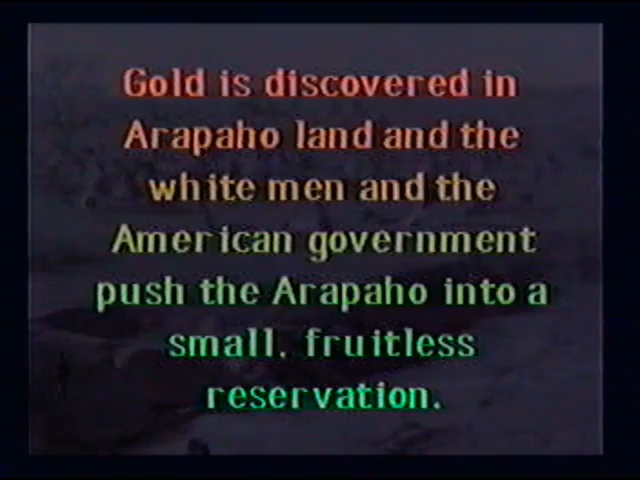 Gold is discovered in
Arapaho land and the
white men and the
American government
push the Arapaho into a
small, fruitless
reservation.